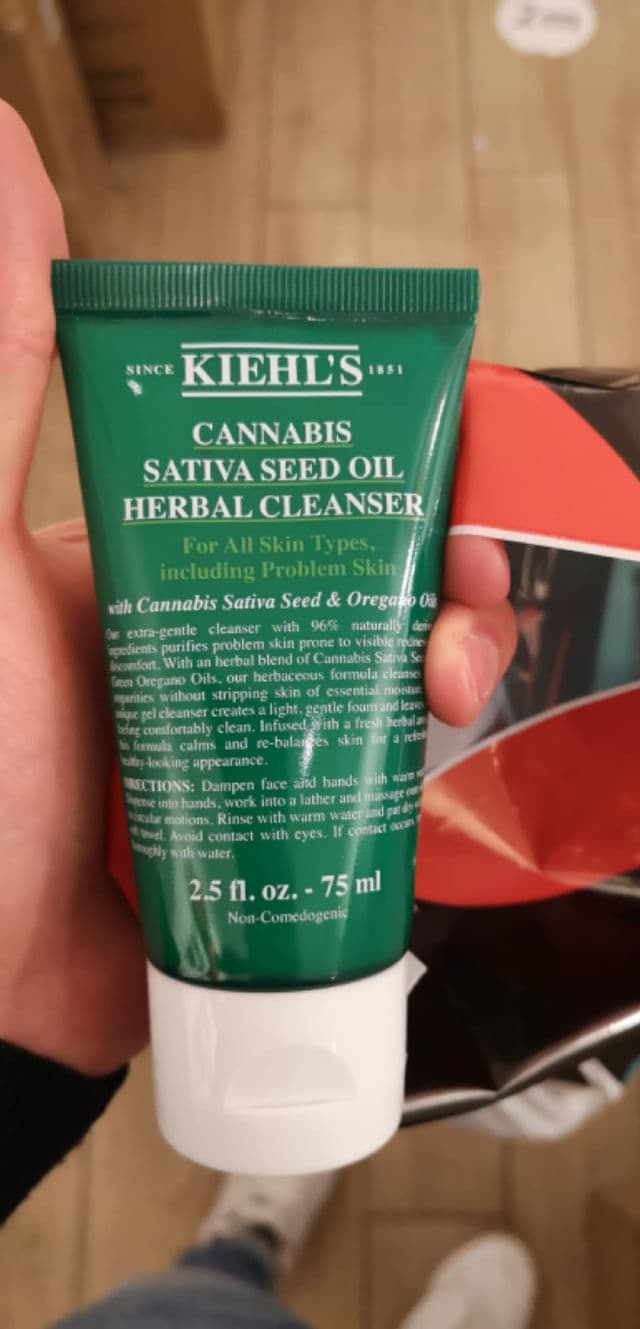 2m
SINCE KIEHL'S 1851
CANNABIS
SATIVA SEED OIL
HERBAL CLEANSER
For All Skin Types,
including Problem Skin
with Cannabis Sativa Seed & Oregano Oils
Our extra-gentle cleanser with 96% naturally
ingredients purifies problem skin prone to visible
discomfort. With an herbal blend of Cannabis Sativa
Green Oregano Oils, our herbaceous formula cleanses
impurities without stripping skin of essential
unique gel cleanser creates a light, gentle foam and
feeling comfortably clean. Infused with a fresh herbal
this formula calms and re-balances skin for a
healthy-looking appearance.
DIRECTIONS: Dampen face and hands with warm
Dispense into hands, work into a lather and massage
circular motions. Rinse with warm water and pat dry
towel. Avoid contact with eyes. If contact occurs,
thoroughly with water.
2.5 fl. oz. - 75 ml
Non-Comedogenic